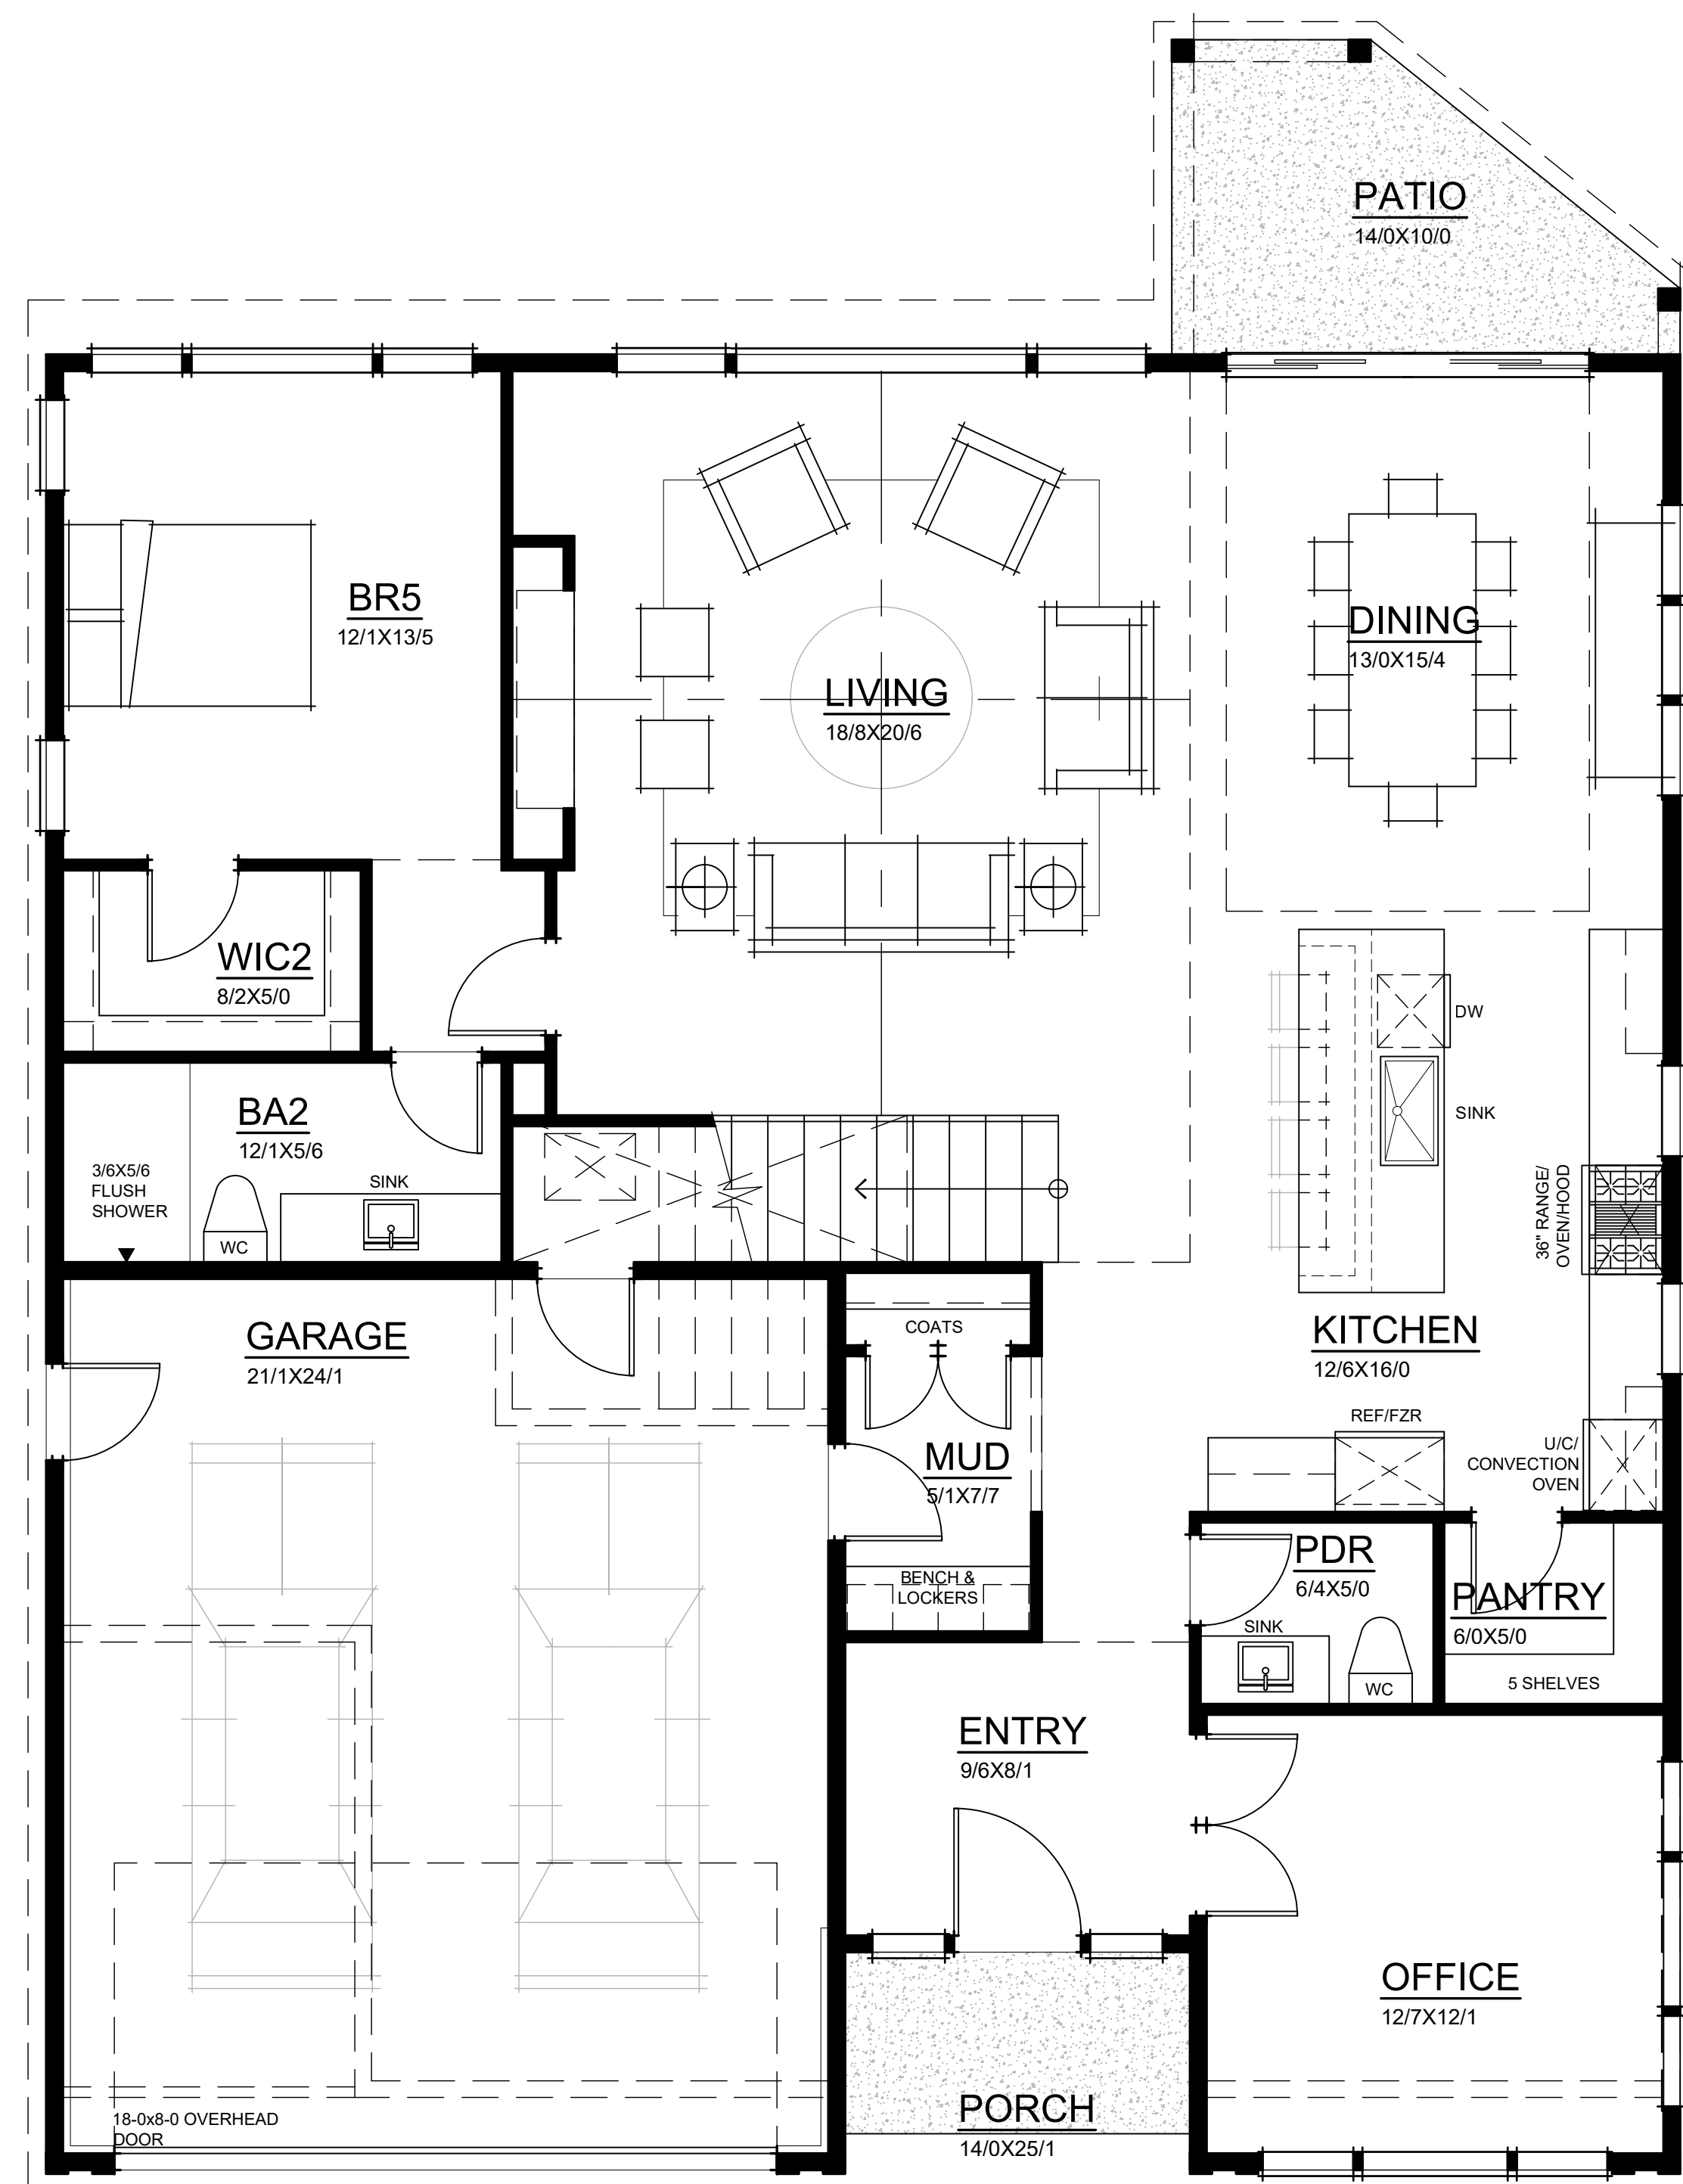 PATIO
14/0X10/0
BR5
12/1X13/5
DINING
13/0X15/4
LIVING
18/8X20/6
WIC2
8/2X5/0
DW
SINK
BA2
12/1X5/6
3/6X5/6
FLUSH
SHOWER
SINK
WC
36" RANGE/
OVEN/HOOD
GARAGE
21/1X24/1
COATS
KITCHEN
12/6X16/0
REF/FZR
U/C/
CONVECTION
OVEN
MUD
5/1X7/7
BENCH &
LOCKERS
PDR
6/4X5/0
SINK
WC
PANTRY
6/0X5/0
5 SHELVES
ENTRY
9/6X8/1
OFFICE
12/7X12/1
PORCH
14/0X25/1
18-0x8-0 OVERHEAD
DOOR